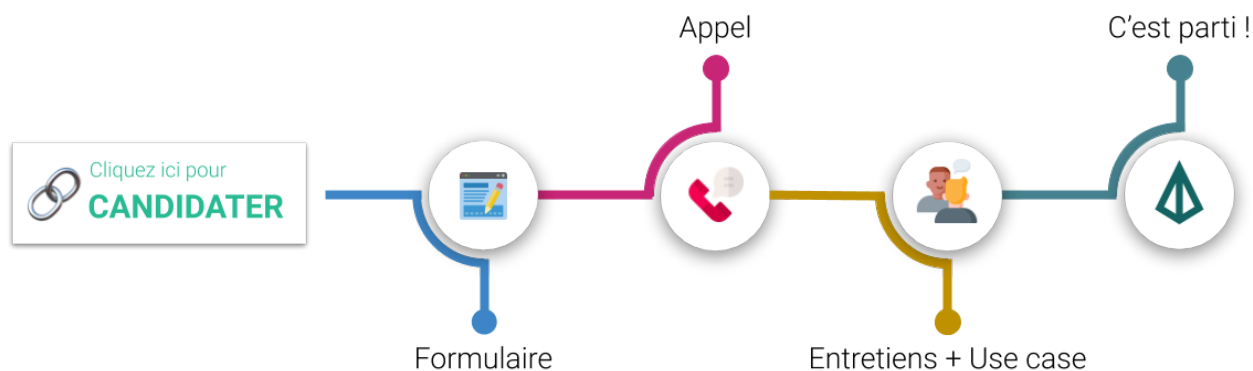 Cliquez ici pour
CANDIDATER
Formulaire
Appel
Entretiens + Use case
C’est parti !